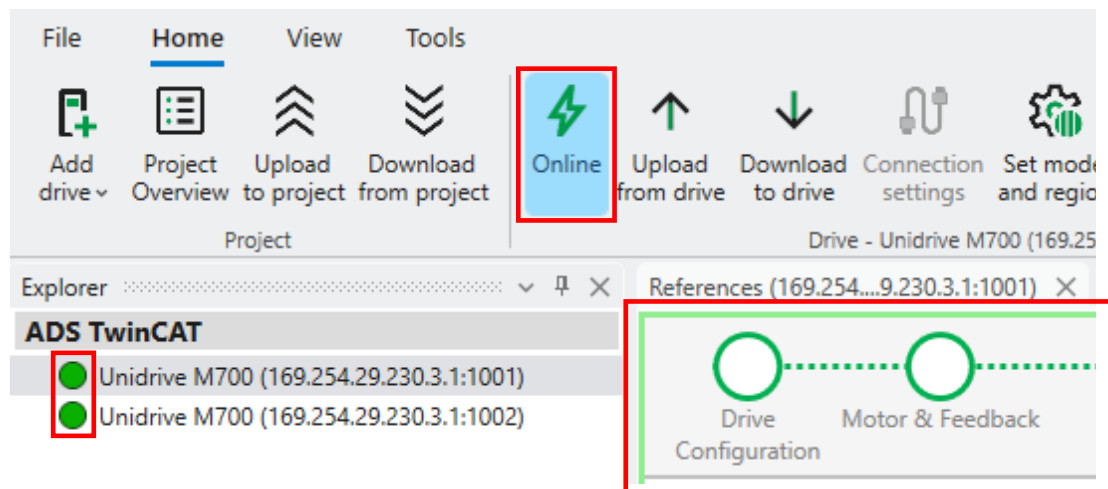 File Home View Tools
Add drive
Project Overview
Upload to project
Download from project
Online
Upload from drive
Download to drive
Connection settings
Set mode and regio
Project
Drive - Unidrive M700 (169.25
Explorer
References (169.254....9.230.3.1:1001)
ADS TwinCAT
Unidrive M700 (169.254.29.230.3.1:1001)
Unidrive M700 (169.254.29.230.3.1:1002)
Drive Configuration
Motor & Feedback